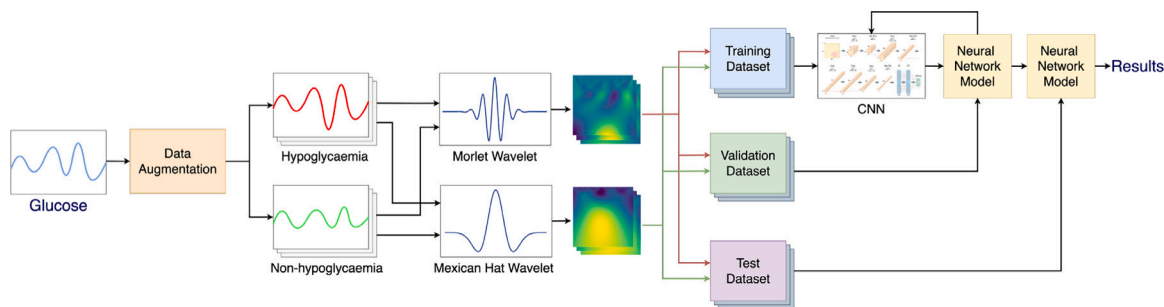 Glucose
Data
Augmentation
Hypoglycaemia
Non-hypoglycaemia
Morlet Wavelet
Mexican Hat Wavelet
Training
Dataset
Validation
Dataset
Test
Dataset
CNN
Neural
Network
Model
Neural
Network
Model
Results